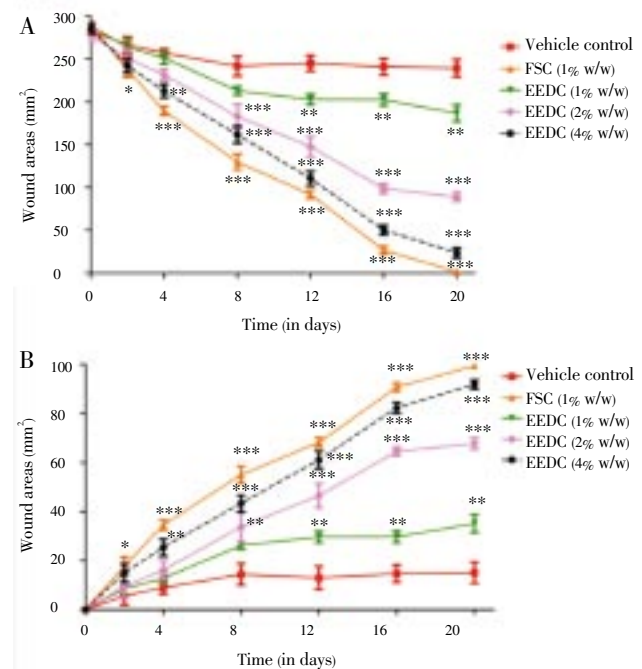 A
300
250
200
150
100
50
0
Wound areas (mm²)
0 4 8 12 16 20
Time (in days)
Vehicle control
FSC (1% w/w)
EEDC (1% w/w)
EEDC (2% w/w)
EEDC (4% w/w)
*
**
***
***
***
***
**
***
***
***
**
***
***
***
**
***
***
B
100
80
60
40
20
0
Wound areas (mm²)
0 4 8 12 16 20
Time (in days)
Vehicle control
FSC (1% w/w)
EEDC (1% w/w)
EEDC (2% w/w)
EEDC (4% w/w)
*
***
**
***
***
**
***
***
***
**
***
***
***
**
***
***
***
**